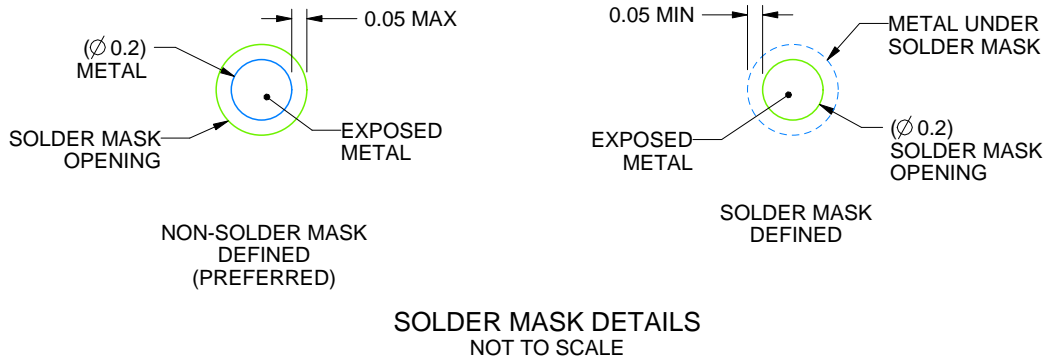 0.05 MAX
(Ø 0.2)
METAL
SOLDER MASK
OPENING
EXPOSED
METAL
NON-SOLDER MASK
DEFINED
(PREFERRED)
0.05 MIN
METAL UNDER
SOLDER MASK
EXPOSED
METAL
(Ø 0.2)
SOLDER MASK
OPENING
SOLDER MASK
DEFINED
SOLDER MASK DETAILS
NOT TO SCALE